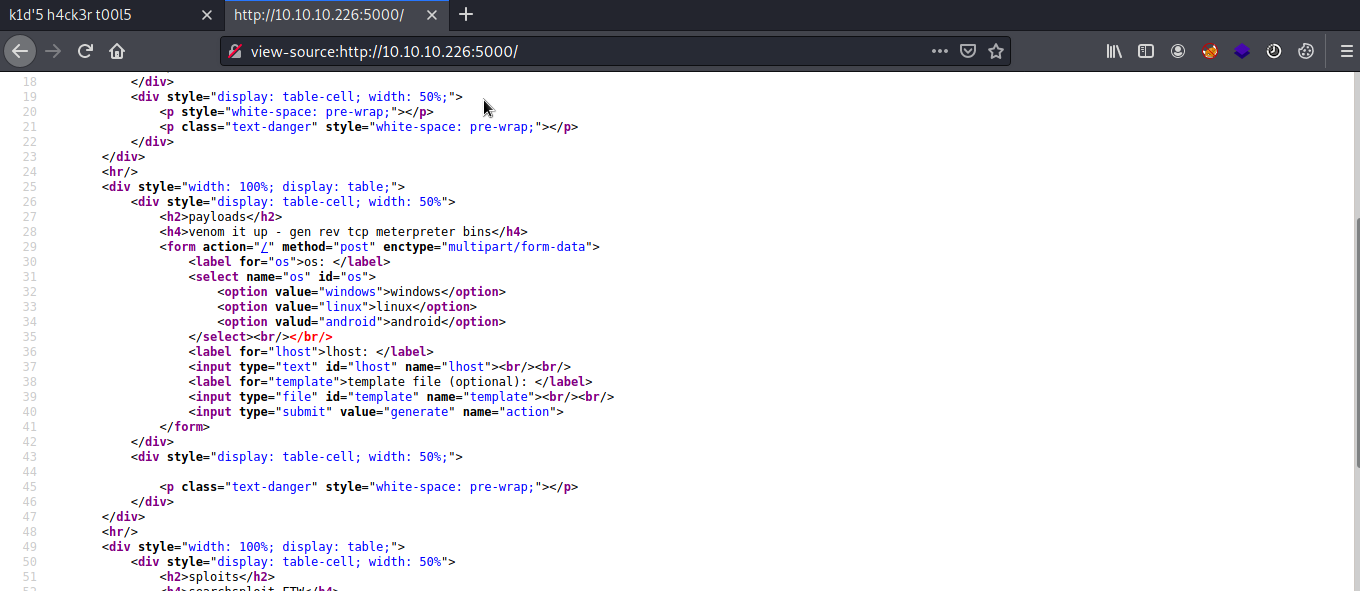 k1d'5 h4ck3r t00l5
http://10.10.10.226:5000/
view-source:http://10.10.10.226:5000/
18 </div>
19 <div style="display: table-cell; width: 50%;">
20 <p style="white-space: pre-wrap;"></p>
21 <p class="text-danger" style="white-space: pre-wrap;"></p>
22 </div>
23 </div>
24 <hr/>
25 <div style="width: 100%; display: table;">
26 <div style="display: table-cell; width: 50%">
27 <h2>payloads</h2>
28 <h4>venom it up - gen rev tcp meterpreter bins</h4>
29 <form action="/" method="post" enctype="multipart/form-data">
30 <label for="os">os: </label>
31 <select name="os" id="os">
32 <option value="windows">windows</option>
33 <option value="linux">linux</option>
34 <option valud="android">android</option>
35 </select><br/></br/>
36 <label for="lhost">lhost: </label>
37 <input type="text" id="lhost" name="lhost"><br/><br/>
38 <label for="template">template file (optional): </label>
39 <input type="file" id="template" name="template"><br/><br/>
40 <input type="submit" value="generate" name="action">
41 </form>
42 </div>
43 <div style="display: table-cell; width: 50%;">
44
45 <p class="text-danger" style="white-space: pre-wrap;"></p>
46 </div>
47 </div>
48 <hr/>
49 <div style="width: 100%; display: table;">
50 <div style="display: table-cell; width: 50%">
51 <h2>sploits</h2>
52 <h4>searchsploit FTW</h4>